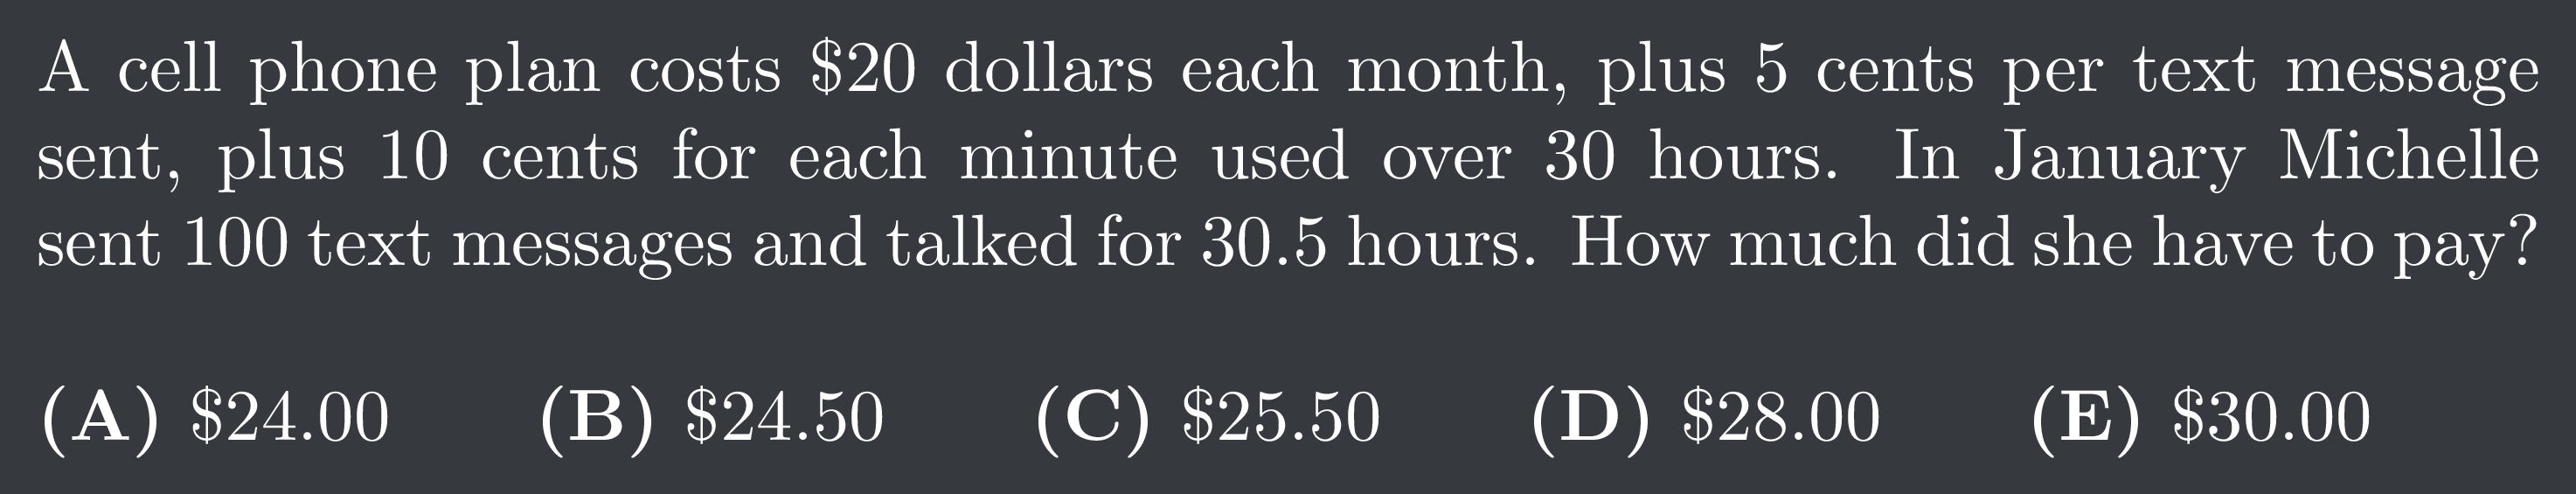 A cell phone plan costs $20 dollars each month, plus 5 cents per text message
sent, plus 10 cents for each minute used over 30 hours. In January Michelle
sent 100 text messages and talked for 30.5 hours. How much did she have to pay?
(A) $24.00 (B) $24.50 (C) $25.50 (D) $28.00 (E) $30.00